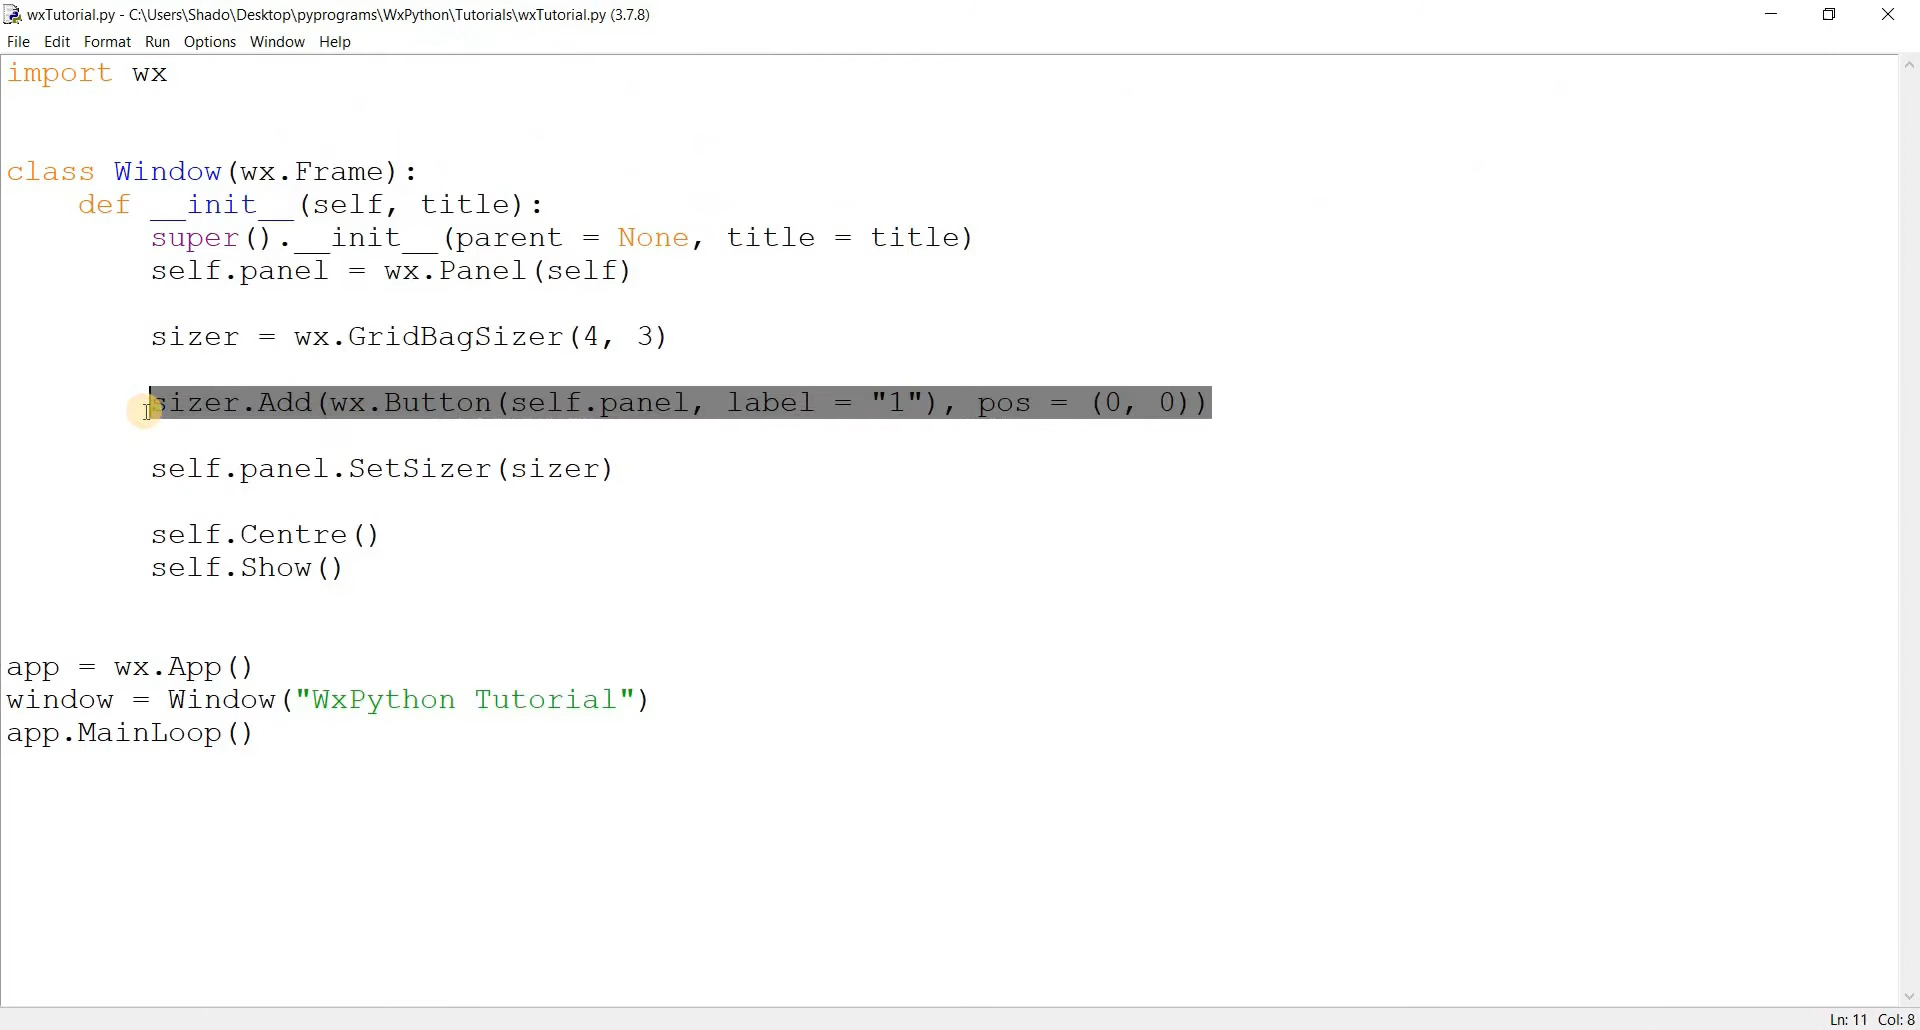 wxTutorial.py - C:\Users\Shado\Desktop\pyprograms\WxPython\Tutorials\wxTutorial.py (3.7.8)
File Edit Format Run Options Window Help
import wx
class Window(wx.Frame):
    def __init__(self, title):
        super().__init__(parent = None, title = title)
        self.panel = wx.Panel(self)
        sizer = wx.GridBagSizer(4, 3)
        sizer.Add(wx.Button(self.panel, label = "1"), pos = (0, 0))
        self.panel.SetSizer(sizer)
        self.Centre()
        self.Show()
app = wx.App()
window = Window("WxPython Tutorial")
app.MainLoop()
Ln: 11 Col: 8